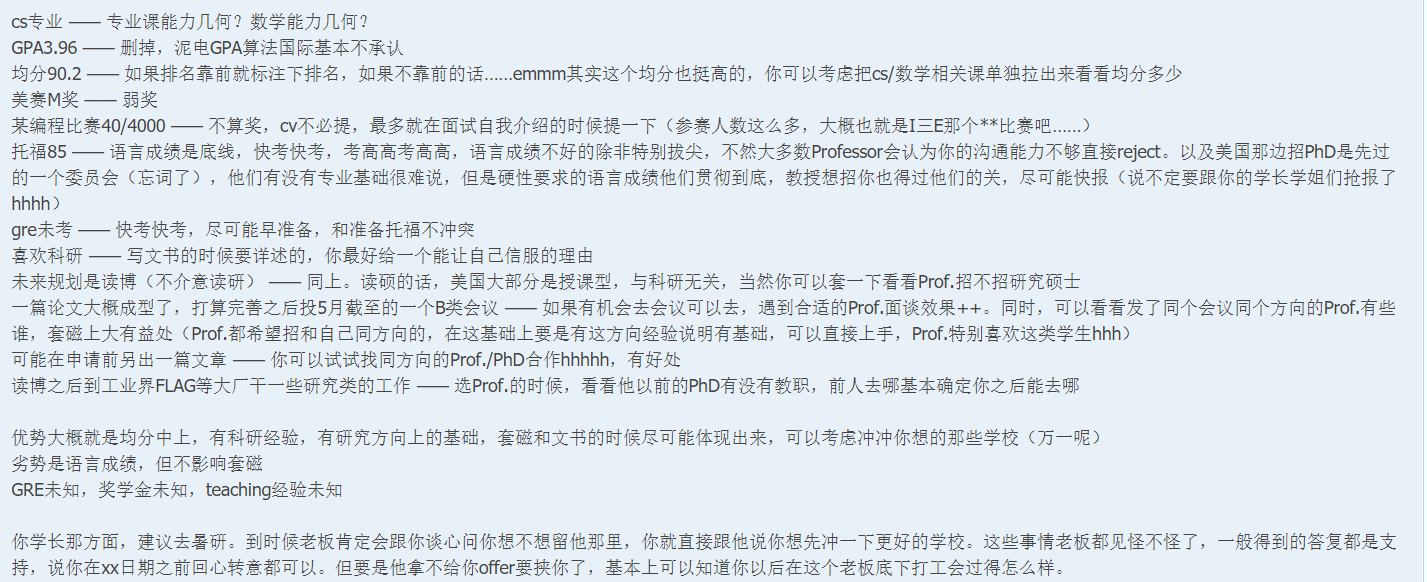 cs专业 —— 专业课能力几何？数学能力几何？
GPA3.96 —— 删掉，泥电GPA算法国际基本不承认
均分90.2 —— 如果排名靠前就标注下排名，如果不靠前的话……emmm其实这个均分也挺高的，你可以考虑把cs/数学相关课单独拉出来看看均分多少
美赛M奖 —— 弱奖
某编程比赛40/4000 —— 不算奖，cv不必提，最多就在面试自我介绍的时候提一下（参赛人数这么多，大概也就是I三E那个**比赛吧……）
托福85 —— 语言成绩是底线，快考快考，考高高考高高，语言成绩不好的除非特别拔尖，不然大多数Professor会认为你的沟通能力不够直接reject。以及美国那边招PhD是先过
的一个委员会（忘词了），他们有没有专业基础很难说，但是硬性要求的语言成绩他们贯彻到底，教授想招你也得过他们的关，尽可能快报（说不定要跟你的学长学姐们抢报了
hhhh）
gre未考 —— 快考快考，尽可能早准备，和准备托福不冲突
喜欢科研 —— 写文书的时候要详述的，你最好给一个能让自己信服的理由
未来规划是读博（不介意读研） —— 同上。读硕的话，美国大部分是授课型，与科研无关，当然你可以套一下看看Prof.招不招研究硕士
一篇论文大概成型了，打算完善之后投5月截至的一个B类会议 —— 如果有机会去会议可以去，遇到合适的Prof.面谈效果++。同时，可以看看发了同个会议同个方向的Prof.有些
谁，套磁上大有益处（Prof.都希望招和自己同方向的，在这基础上要是有这方向经验说明有基础，可以直接上手，Prof.特别喜欢这类学生hhh）
可能在申请前另出一篇文章 —— 你可以试试找同方向的Prof./PhD合作hhhhh，有好处
读博之后到工业界FLAG等大厂干一些研究类的工作 —— 选Prof.的时候，看看他以前的PhD有没有教职，前人去哪基本确定你之后能去哪
优势大概就是均分中上，有科研经验，有研究方向上的基础，套磁和文书的时候尽可能体现出来，可以考虑冲冲你想的那些学校（万一呢）
劣势是语言成绩，但不影响套磁
GRE未知，奖学金未知，teaching经验未知
你学长那方面，建议去暑研。到时候老板肯定会跟你谈心问你想不想留他那里，你就直接跟他说你想先冲一下更好的学校。这些事情老板都见怪不怪了，一般得到的答复都是支
持，说你在xx日期之前回心转意都可以。但要是他拿不给你offer要挟你了，基本上可以知道你以后在这个老板底下打工会过得怎么样。